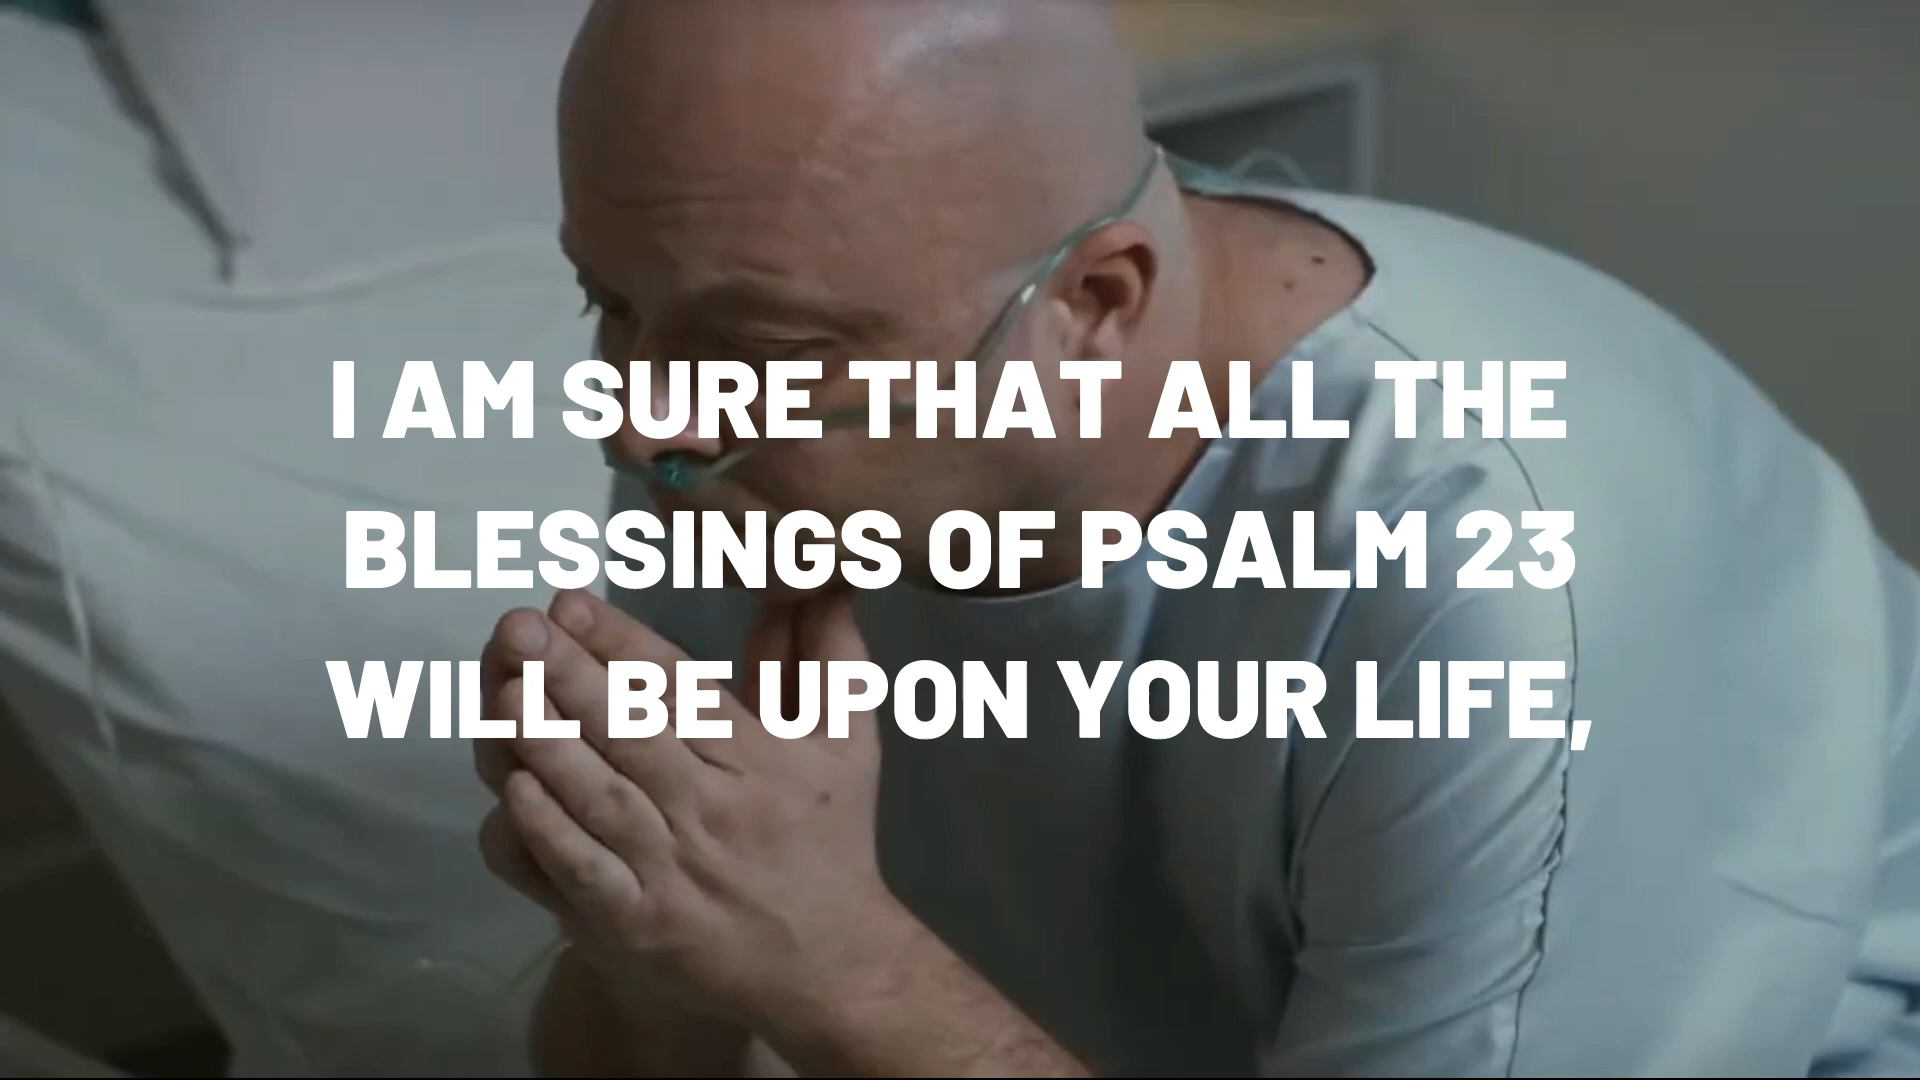 I AM SURE THAT ALL THE
BLESSINGS OF PSALM 23
WILL BE UPON YOUR LIFE,